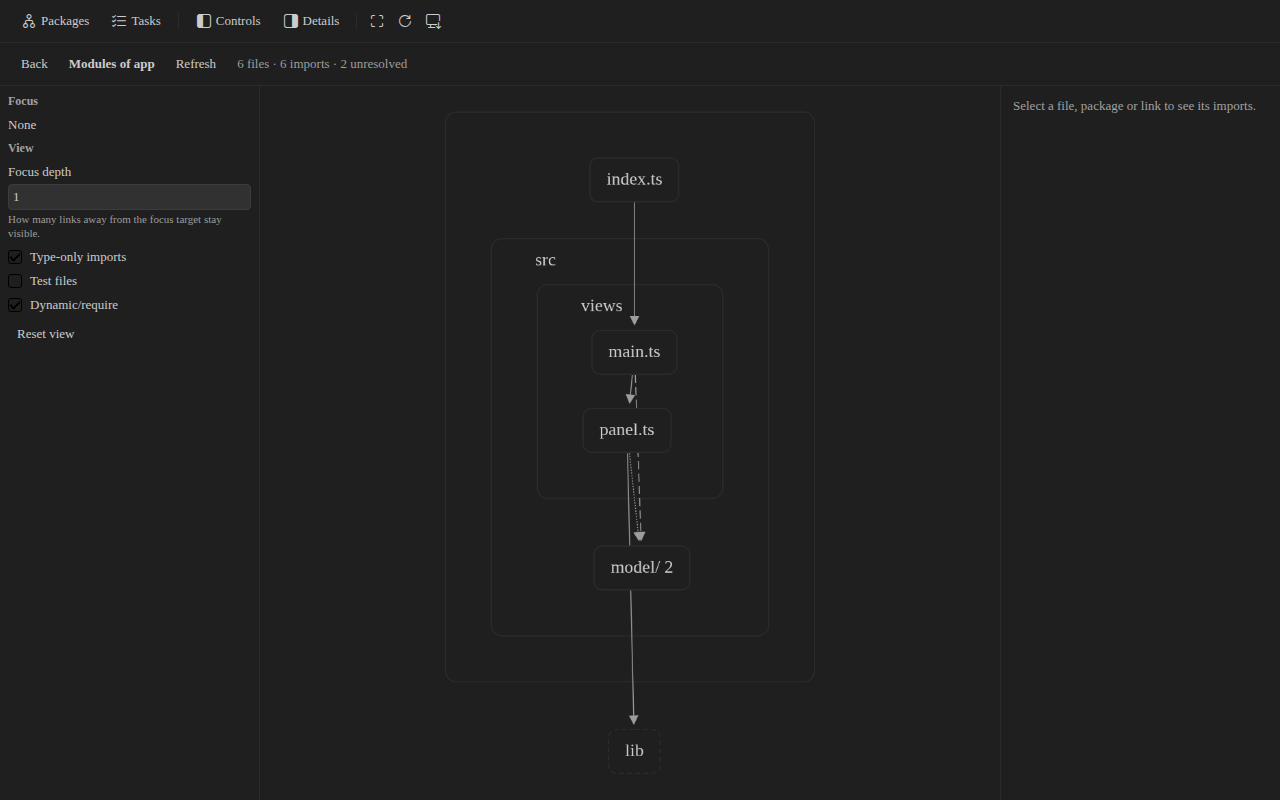 Packages Tasks Controls Details
Back Modules of app Refresh 6 files · 6 imports · 2 unresolved
Focus
None
View
Focus depth
1
How many links away from the focus target stay
visible.
Type-only imports
Test files
Dynamic/require
Reset view
index.ts
src
views
main.ts
panel.ts
model/ 2
lib
Select a file, package or link to see its imports.